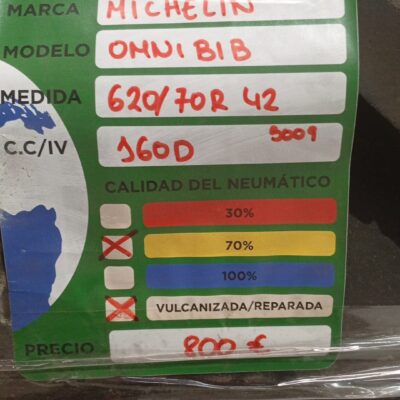 MARCA MICHELIN
MODELO OMNIBIB
MEDIDA 620/70R 42
C.C/IV 160D 3009
CALIDAD DEL NEUMÁTICO
30%
70%
100%
VULCANIZADA/REPARADA
PRECIO 800 €